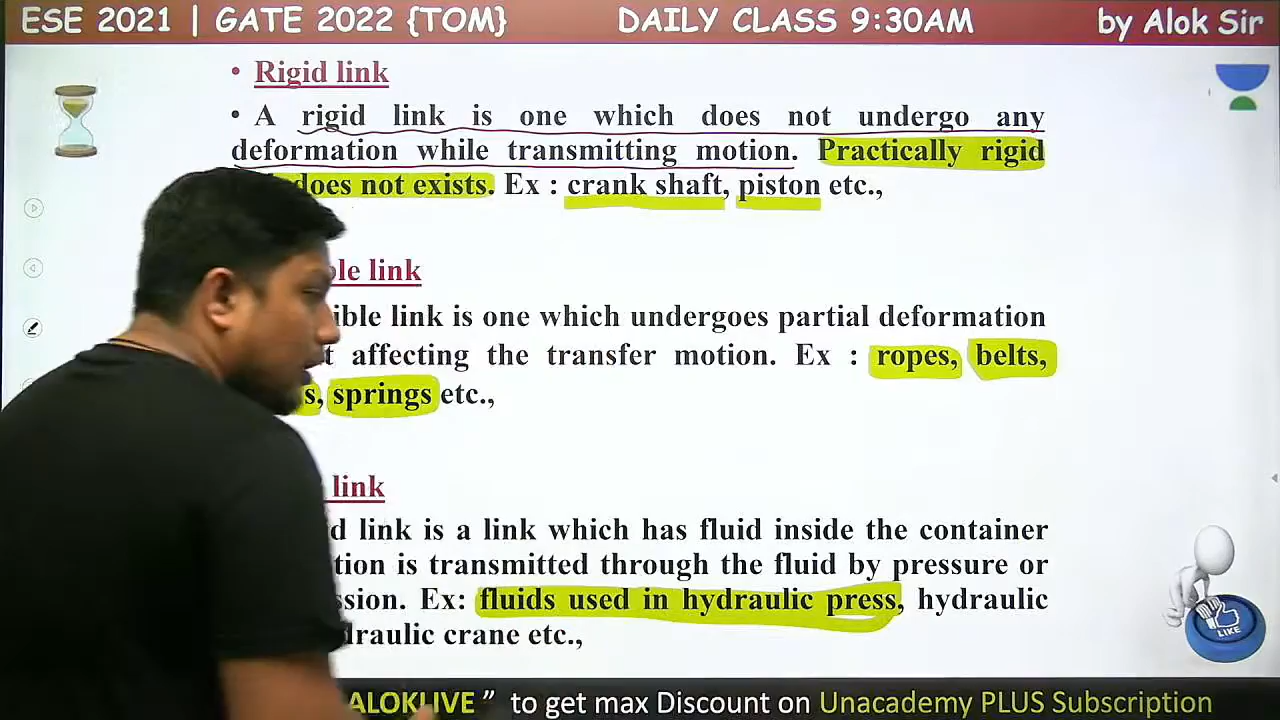 ESE 2021 | GATE 2022 {TOM} DAILY CLASS 9:30AM by Alok Sir
• Rigid link
• A rigid link is one which does not undergo any
deformation while transmitting motion. Practically rigid
does not exists. Ex : crank shaft, piston etc.,
ble link
ible link is one which undergoes partial deformation
t affecting the transfer motion. Ex : ropes, belts,
s, springs etc.,
link
d link is a link which has fluid inside the container
tion is transmitted through the fluid by pressure or
ssion. Ex: fluids used in hydraulic press, hydraulic
draulic crane etc.,
LIKE
ALOKLIVE ” to get max Discount on Unacademy PLUS Subscription